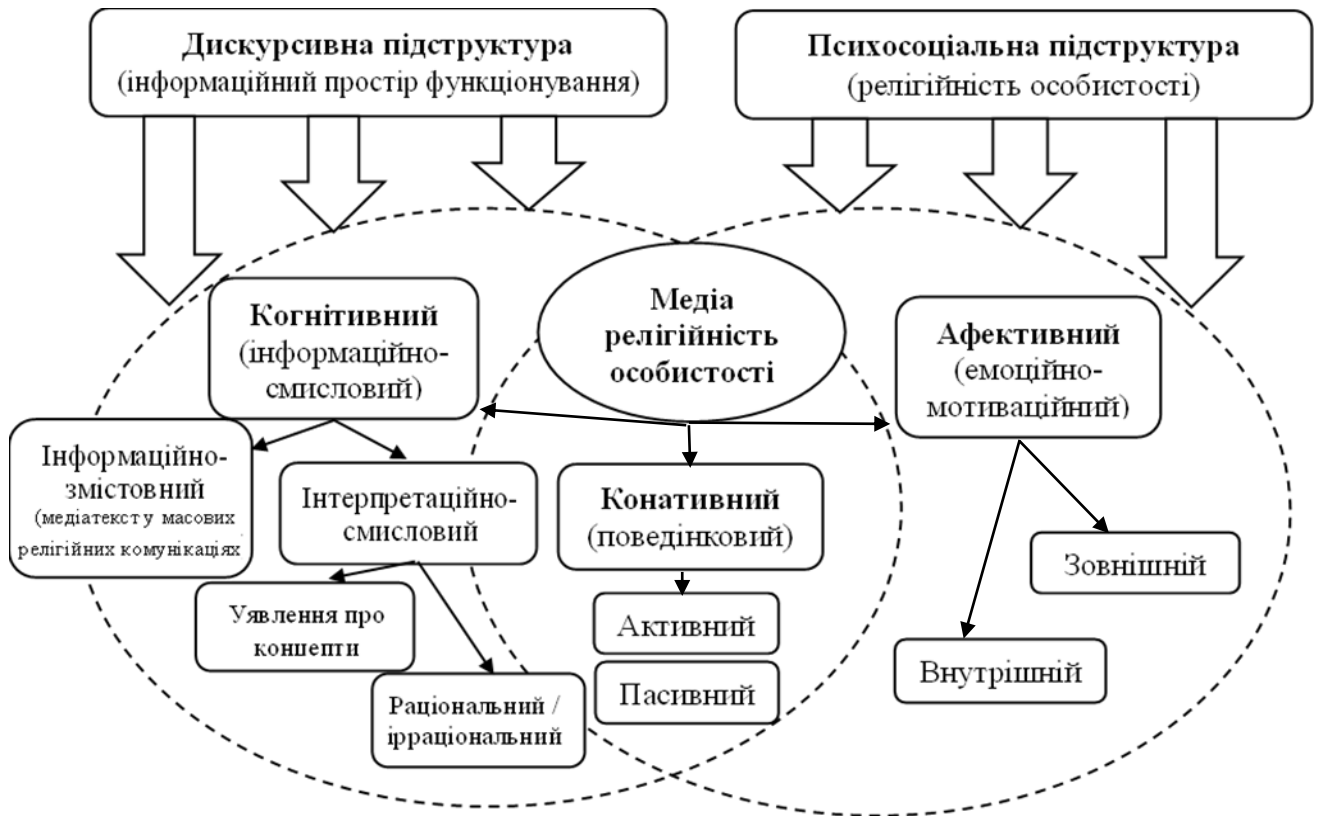 Дискурсивна підструктура
(інформаційний простір функціонування)
Психосоціальна підструктура
(релігійність особистості)
Медіа
релігійність
особистості
Когнітивний
(інформаційно-
смисловий)
Афективний
(емоційно-
мотиваційний)
Інформаційно-
змістовний
(медіатекст у масових
релігійних комунікаціях
Інтерпретаційно-
смисловий
Конативний
(поведінковий)
Зовнішній
Уявлення про
концепти
Активний
Внутрішній
Пасивний
Раціональний /
ірраціональний